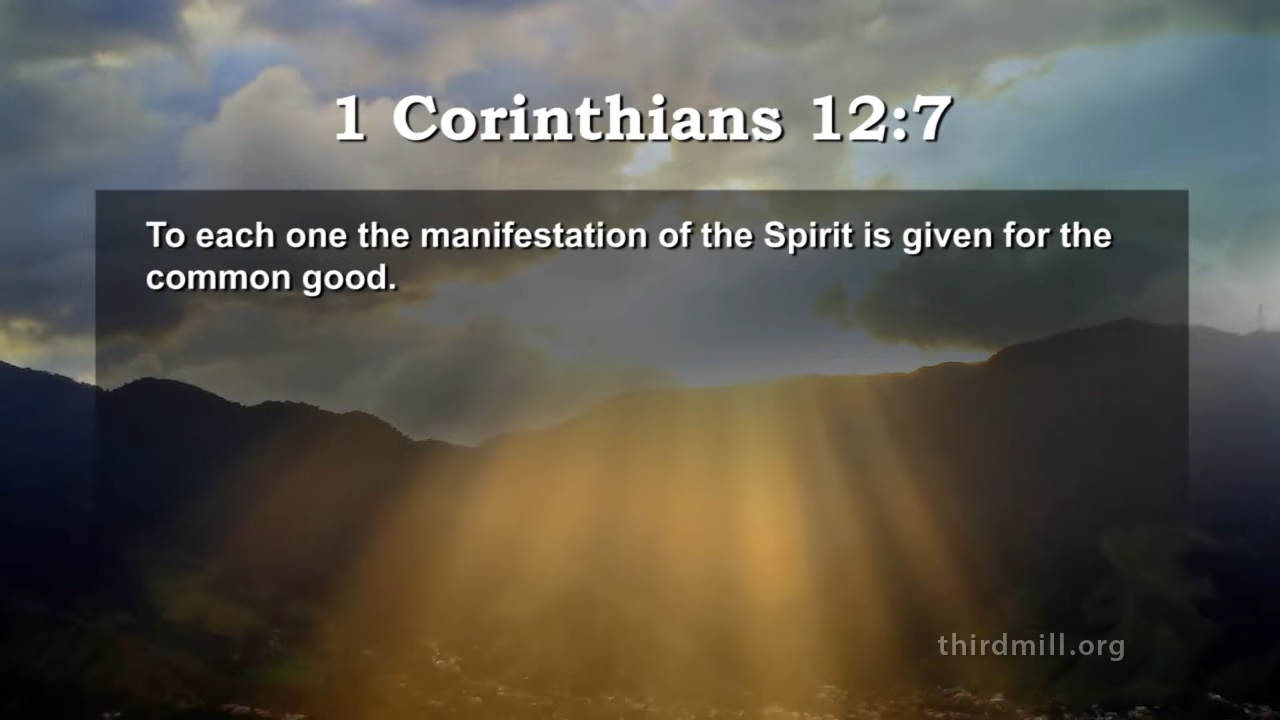 1 Corinthians 12:7
To each one the manifestation of the Spirit is given for the
common good.
thirdmill.org